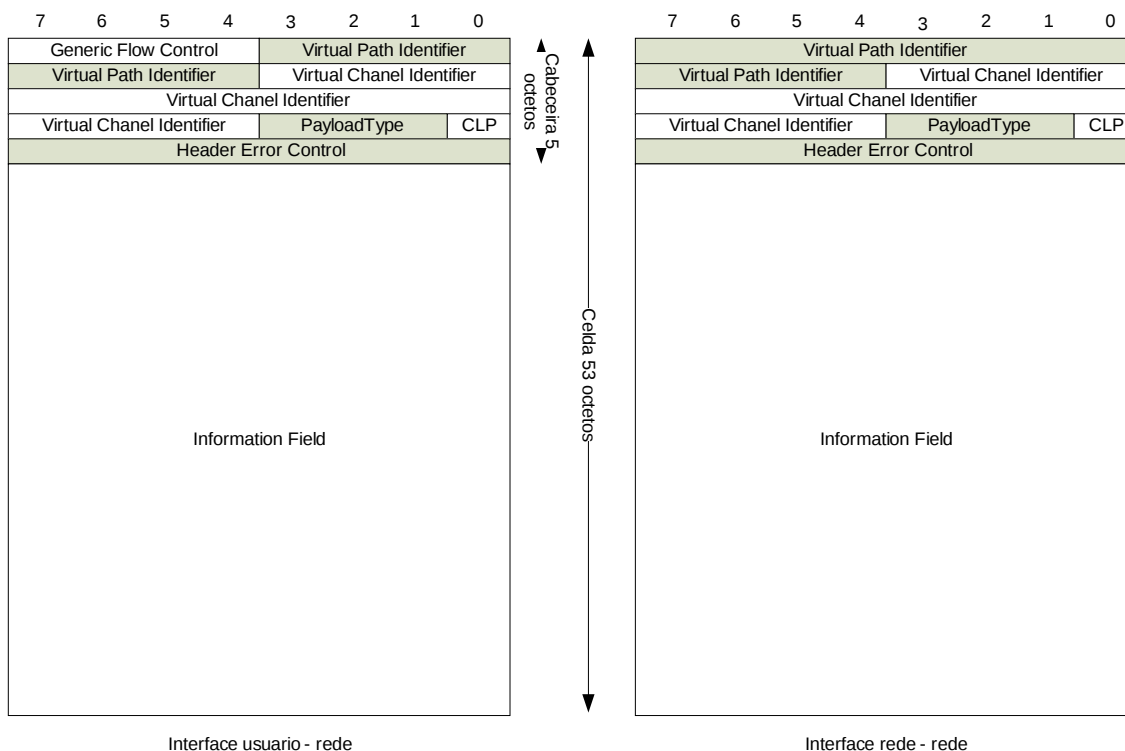 7 6 5 4 3 2 1 0
Generic Flow Control Virtual Path Identifier
Virtual Path Identifier Virtual Chanel Identifier
Virtual Chanel Identifier
Virtual Chanel Identifier PayloadType CLP
Header Error Control
Information Field
Interface usuario - rede
Cabeceira 5
octetos
Celda 53 octetos
7 6 5 4 3 2 1 0
Virtual Path Identifier
Virtual Path Identifier Virtual Chanel Identifier
Virtual Chanel Identifier
Virtual Chanel Identifier PayloadType CLP
Header Error Control
Information Field
Interface rede - rede